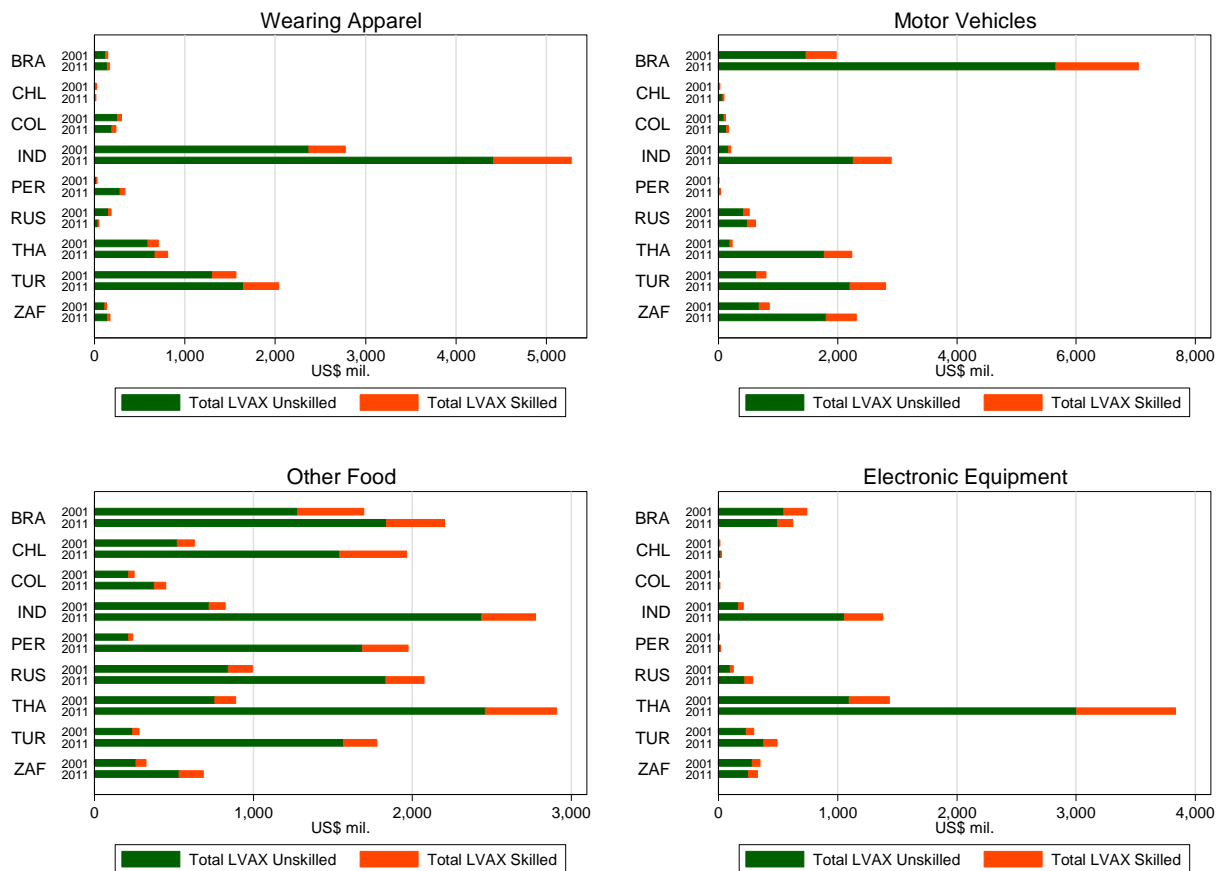 Wearing Apparel
BRA 2001
2011
CHL 2001
2011
COL 2001
2011
IND 2001
2011
PER 2001
2011
RUS 2001
2011
THA 2001
2011
TUR 2001
2011
ZAF 2001
2011
0 1,000 2,000 3,000 4,000 5,000
US$ mil.
Total LVAX Unskilled Total LVAX Skilled
Motor Vehicles
BRA 2001
2011
CHL 2001
2011
COL 2001
2011
IND 2001
2011
PER 2001
2011
RUS 2001
2011
THA 2001
2011
TUR 2001
2011
ZAF 2001
2011
0 2,000 4,000 6,000 8,000
US$ mil.
Total LVAX Unskilled Total LVAX Skilled
Other Food
BRA 2001
2011
CHL 2001
2011
COL 2001
2011
IND 2001
2011
PER 2001
2011
RUS 2001
2011
THA 2001
2011
TUR 2001
2011
ZAF 2001
2011
0 1,000 2,000 3,000
US$ mil.
Total LVAX Unskilled Total LVAX Skilled
Electronic Equipment
BRA 2001
2011
CHL 2001
2011
COL 2001
2011
IND 2001
2011
PER 2001
2011
RUS 2001
2011
THA 2001
2011
TUR 2001
2011
ZAF 2001
2011
0 1,000 2,000 3,000 4,000
US$ mil.
Total LVAX Unskilled Total LVAX Skilled